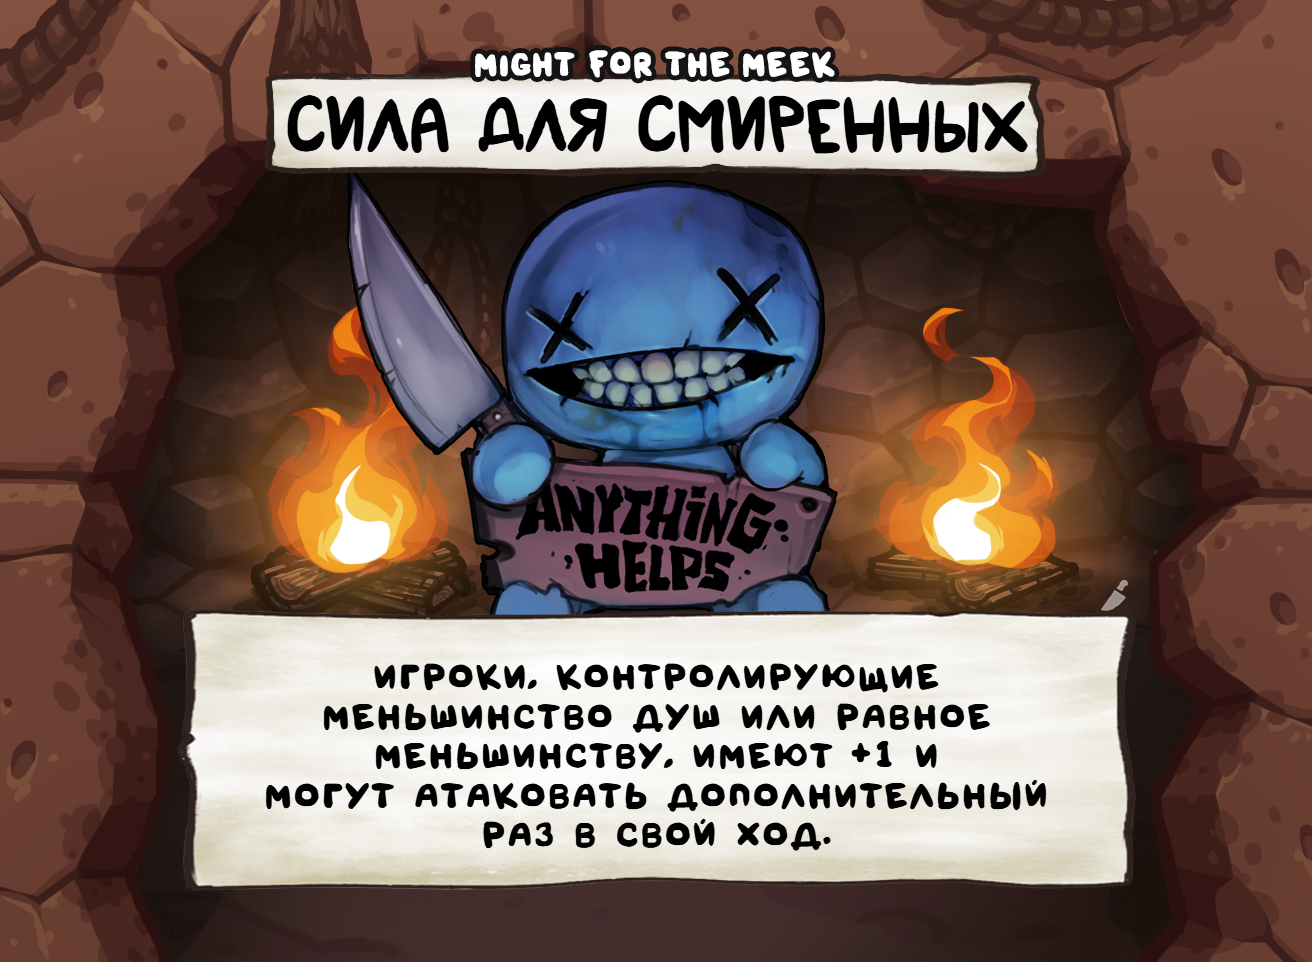 MIGHT FOR THE MEEK
СИЛА ДЛЯ СМИРЕННЫХ
ANYTHING
HELPS
ИГРОКИ, КОНТРОЛИРУЮЩИЕ
МЕНЬШИНСТВО ДУШ ИЛИ РАВНОЕ
МЕНЬШИНСТВУ, ИМЕЮТ +1 И
МОГУТ АТАКОВАТЬ ДОПОЛНИТЕЛЬНЫЙ
РАЗ В СВОЙ ХОД.